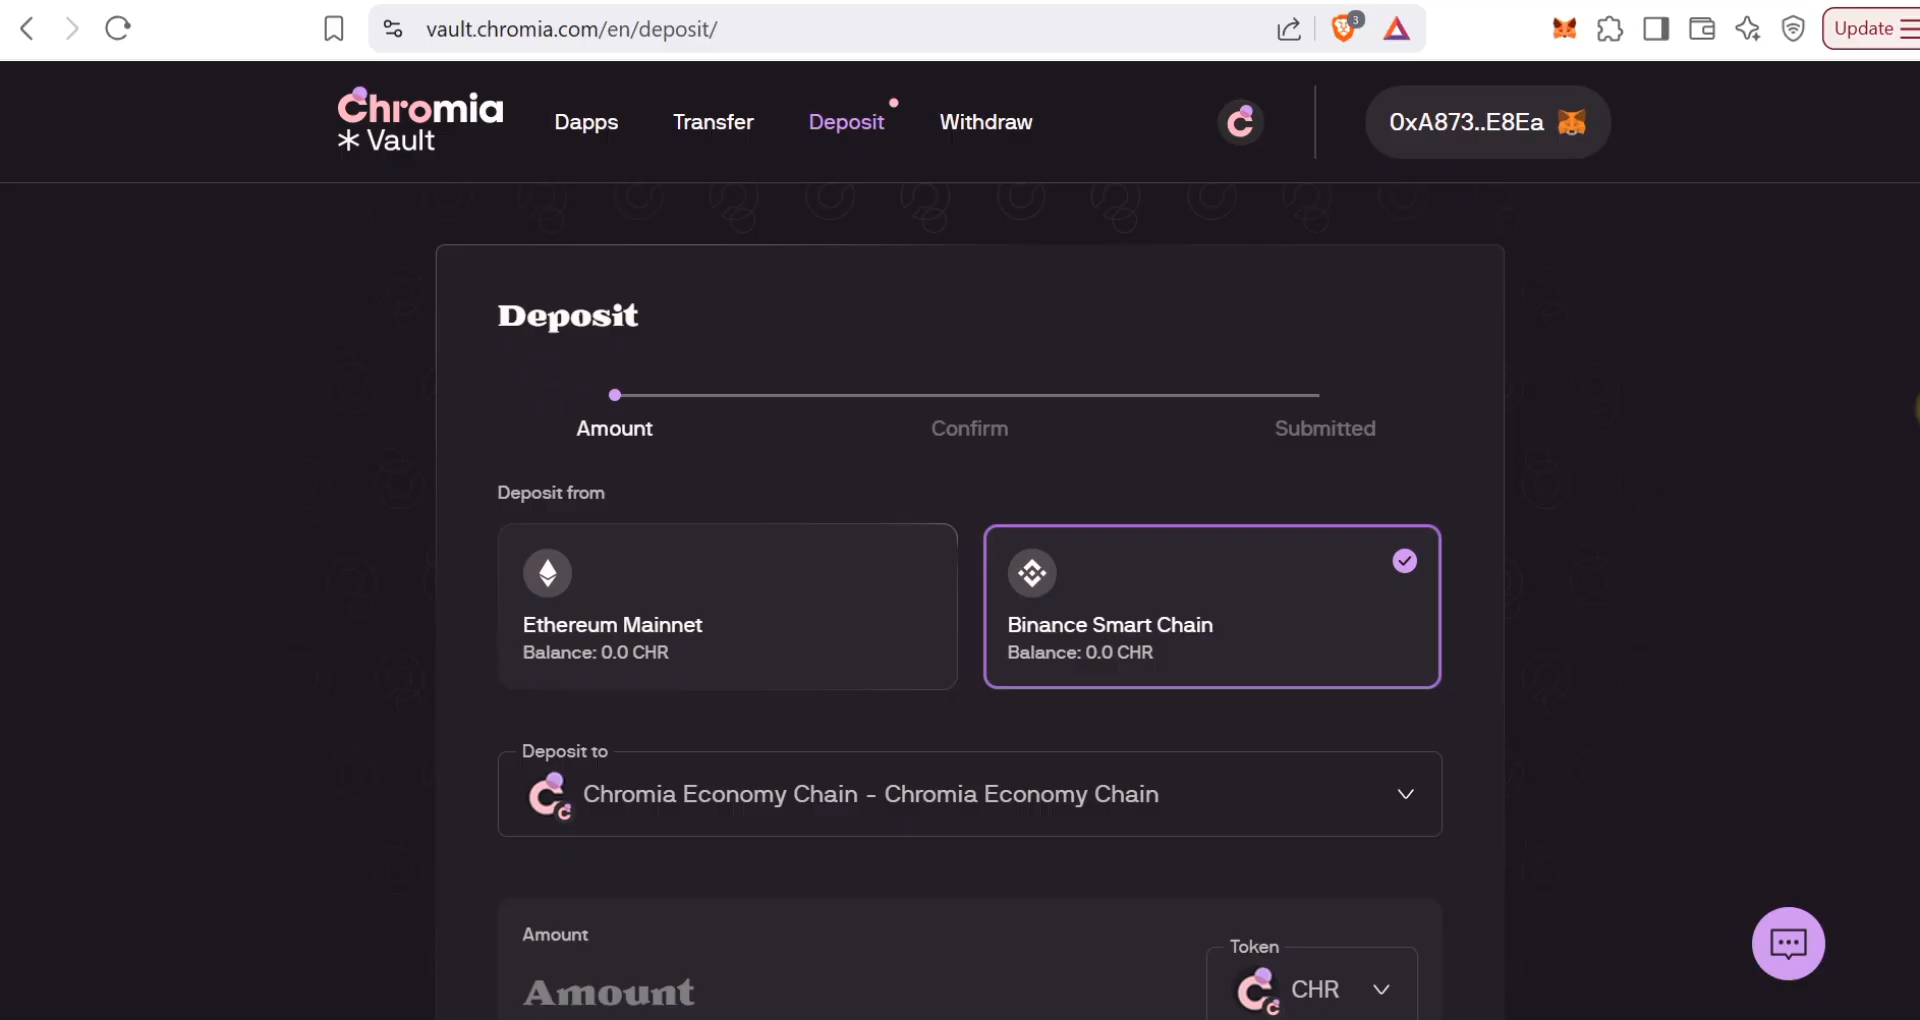 vault.chromia.com/en/deposit/
3
Update
Chromia
Vault
Dapps
Transfer
Deposit
Withdraw
0xA873..E8Ea
Deposit
Amount
Confirm
Submitted
Deposit from
Ethereum Mainnet
Balance: 0.0 CHR
Binance Smart Chain
Balance: 0.0 CHR
Deposit to
Chromia Economy Chain - Chromia Economy Chain
Amount
Token
Amount
CHR